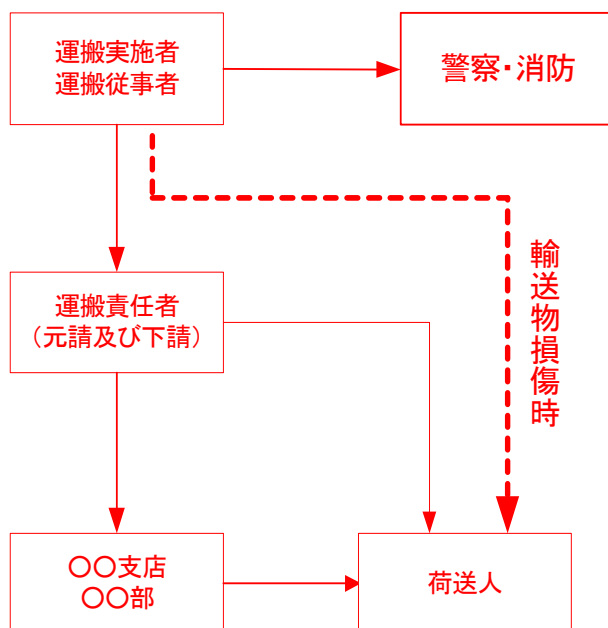 運搬実施者
運搬従事者
警察・消防
輸送物損傷時
運搬責任者
（元請及び下請）
〇〇支店
〇〇部
荷送人